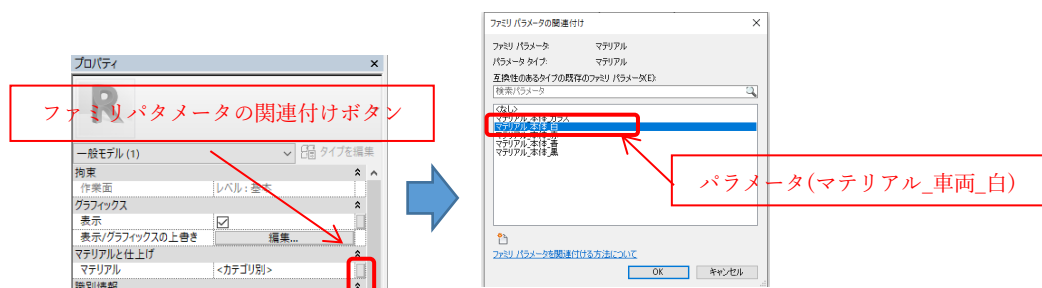 プロパティ
R
ファミリパタメータの関連付けボタン
一般モデル (1)
タイプを編集
拘束
作業面
レベル : 基本
グラフィックス
表示
表示/グラフィックスの上書き
編集...
マテリアルと仕上げ
マテリアル
<カテゴリ別>
識別情報
ファミリ パラメータの関連付け
ファミリ パラメータ:
マテリアル
パラメータ タイプ:
マテリアル
互換性のあるタイプの既存のファミリ パラメータ(E):
検索パラメータ
<なし>
マテリアル_本体_ガラス
マテリアル_本体_白
マテリアル_本体_青
マテリアル_本体_黒
パラメータ(マテリアル_車両_白)
ファミリ パラメータを関連付ける方法について
OK
キャンセル